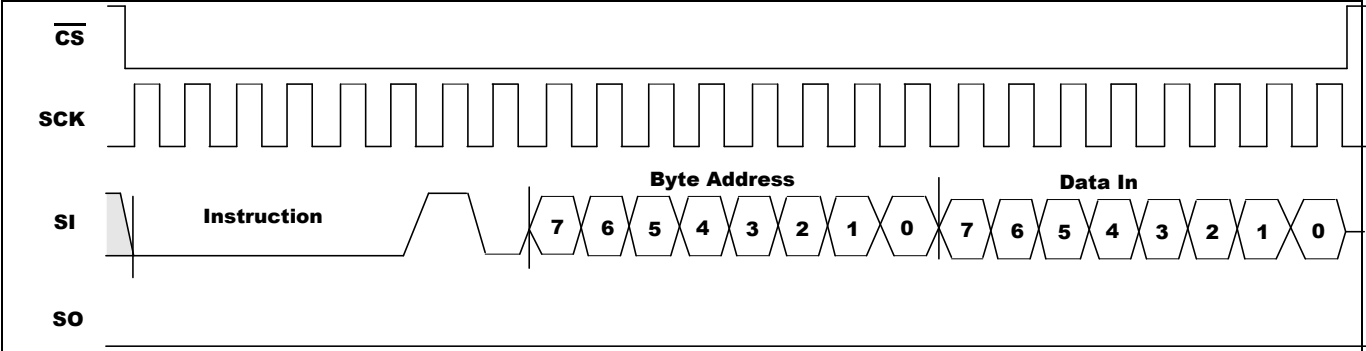 CS
SCK
Byte Address
Data In
SI
Instruction
7 6 5 4 3 2 1 0 7 6 5 4 3 2 1 0
SO